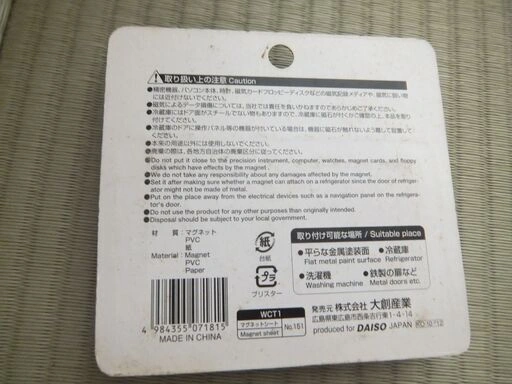 取り扱い上の注意 Caution
●精密機器、パソコン本体、時計、磁気カードフロッピーディスクなどの磁気記録メディアや、磁気に弱い物
には近付けないでください。
●磁気によるデータ損傷については、当社では責任を負いかねますのであらかじめご了承ください。
●冷蔵庫にはドア面がスチールでない物があります。冷蔵庫に磁石が付くかご確認の上、本品を取り
付けてください。
●冷蔵庫のドアに操作パネル等の機器が付いている場合は、機器に磁石が触れないよう離して設置して
ください。
●本来の用途以外には使用しないでください。
●廃棄の際は、各地方自治体の廃棄区分に従ってください。
●Do not put it close to the precision instrument, computer, watches, magnet cards, and floppy
disks which have effects by the magnet.
●We do not take any responsibility about any damages affected by the magnet.
●Set it after making sure whether a magnet can attach on a refrigerator since the door of refrigerator
might not be made of metal.
●Put on the place away from the electrical devices such as a navigation panel on the refrigerator's
door.
●Do not use the product for any other purposes than intended.
●Disposal should be subject to your local government.
材質:マグネット
PVC
紙
Material:Magnet
PVC
Paper
紙
台紙
プラ
ブリスター
取り付け可能な場所/Suitable place
●平らな金属塗装面 ●冷蔵庫
Flat metal paint surface Refrigerator
●洗濯機 ●鉄製の扉など
Washing machine Metal doors etc.
4 984355 071815
MADE IN CHINA
WCT1
マグネットシート
Magnet sheet
No.151
発売元 株式会社 大創産業
広島県東広島市西条吉行東1-4-14
produced for DAISO JAPAN